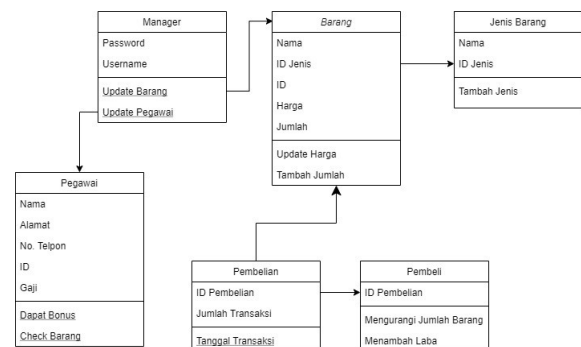 Manager
Password
Username
Update Barang
Update Pegawai
Barang
Nama
ID Jenis
ID
Harga
Jumlah
Update Harga
Tambah Jumlah
Jenis Barang
Nama
ID Jenis
Tambah Jenis
Pegawai
Nama
Alamat
No. Telpon
ID
Gaji
Dapat Bonus
Check Barang
Pembelian
ID Pembelian
Jumlah Transaksi
Tanggal Transaksi
Pembeli
ID Pembelian
Mengurangi Jumlah Barang
Menambah Laba